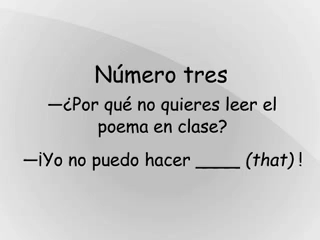 Número tres
—¿Por qué no quieres leer el
poema en clase?
—¡Yo no puedo hacer ____ (that) !